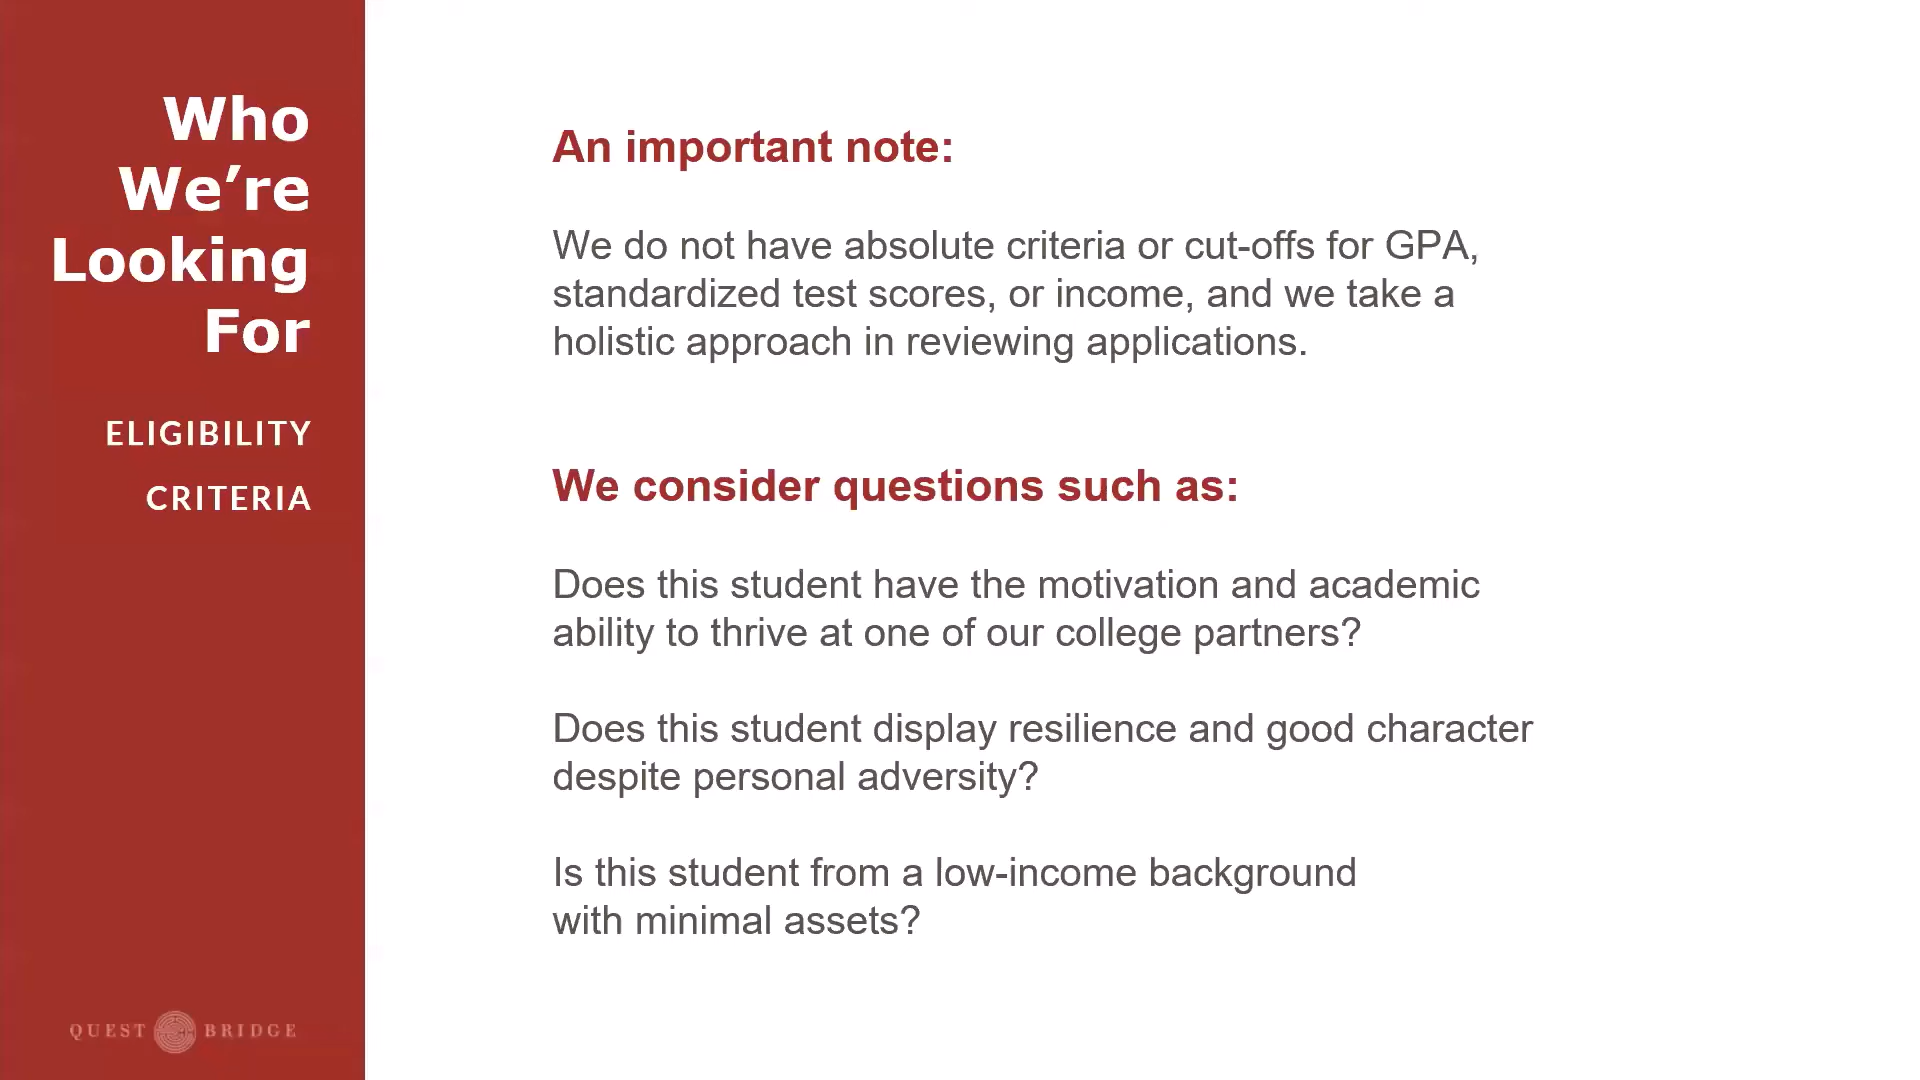 Who
We’re
Looking
For
ELIGIBILITY
CRITERIA
QUEST BRIDGE
An important note:
We do not have absolute criteria or cut-offs for GPA,
standardized test scores, or income, and we take a
holistic approach in reviewing applications.
We consider questions such as:
Does this student have the motivation and academic
ability to thrive at one of our college partners?
Does this student display resilience and good character
despite personal adversity?
Is this student from a low-income background
with minimal assets?